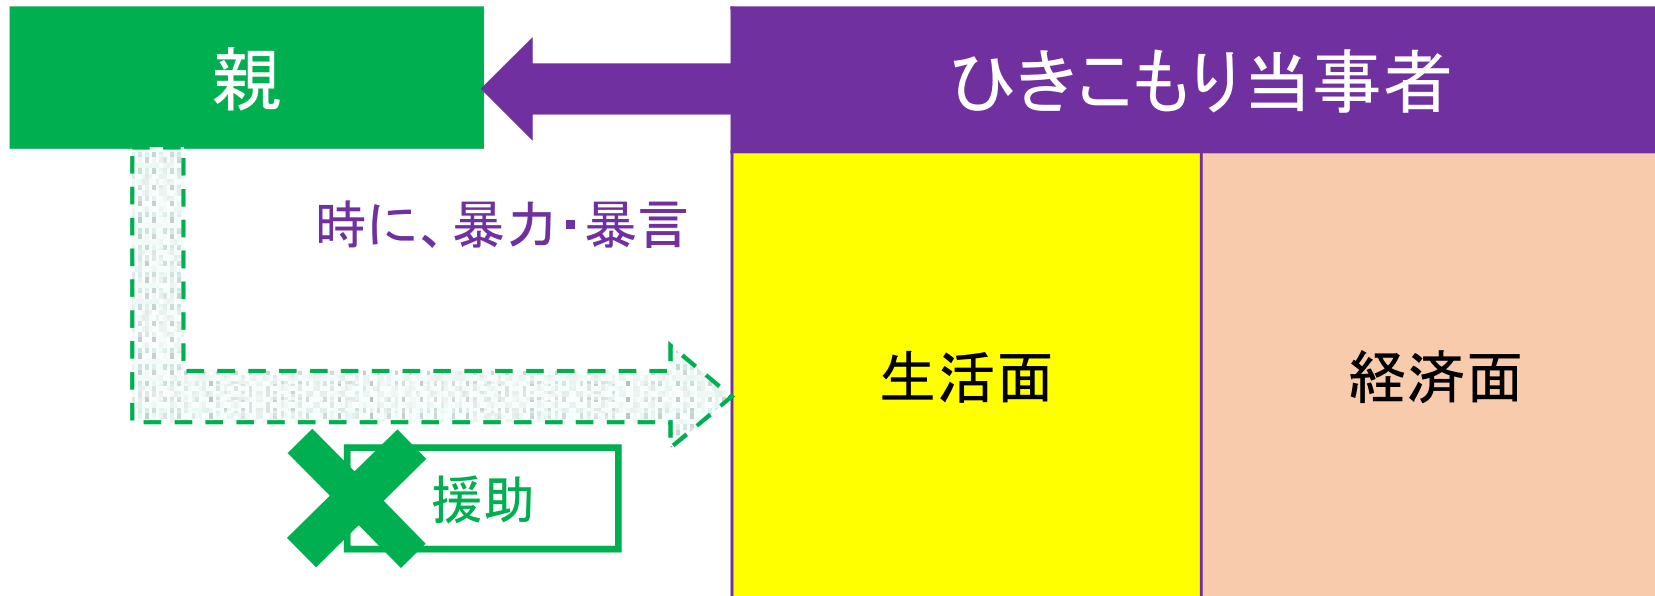 親
ひきこもり当事者
時に、暴力・暴言
生活面
経済面
援助